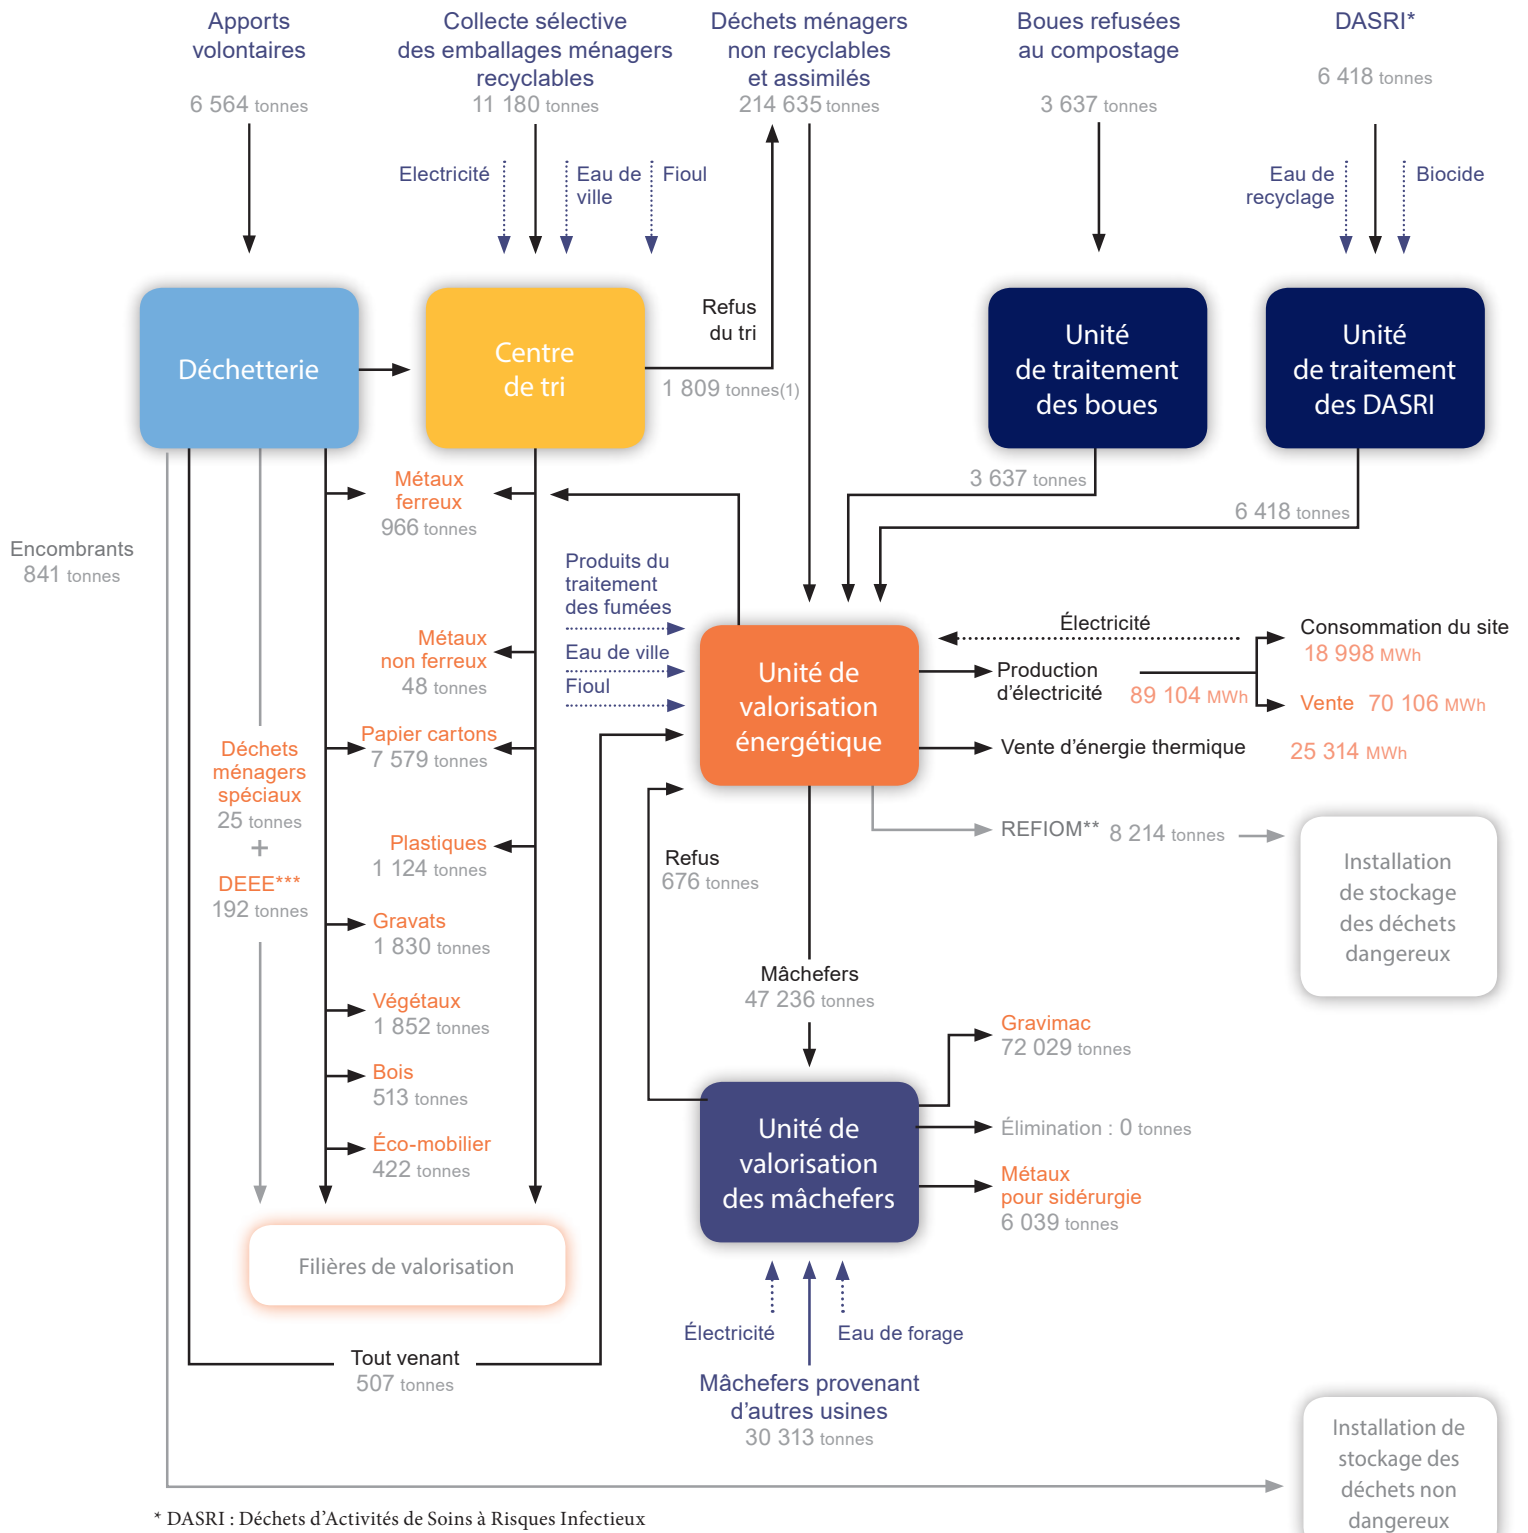 Apports
volontaires
6 564 tonnes
Collecte sélective
des emballages ménagers
recyclables
11 180 tonnes
Déchets ménagers
non recyclables
et assimilés
214 635 tonnes
Boues refusées
au compostage
3 637 tonnes
DASRI*
6 418 tonnes
Electricité
Eau de
ville
Fioul
Eau de
recyclage
Biocide
Déchetterie
Centre
de tri
Refus
du tri
1 809 tonnes(1)
Unité
de traitement
des boues
Unité
de traitement
des DASRI
3 637 tonnes
6 418 tonnes
Encombrants
841 tonnes
Métaux
ferreux
966 tonnes
Métaux
non ferreux
48 tonnes
Papier cartons
7 579 tonnes
Plastiques
1 124 tonnes
Déchets
ménagers
spéciaux
25 tonnes
+
DEEE***
192 tonnes
Gravats
1 830 tonnes
Végétaux
1 852 tonnes
Bois
513 tonnes
Éco-mobilier
422 tonnes
Filières de valorisation
Tout venant
507 tonnes
Produits du
traitement
des fumées
Eau de ville
Fioul
Unité de
valorisation
énergétique
Électricité
Production
d'électricité
89 104 MWh
Consommation du site
18 998 MWh
Vente 70 106 MWh
Vente d'énergie thermique
25 314 MWh
REFIOM** 8 214 tonnes
Installation
de stockage
des déchets
dangereux
Refus
676 tonnes
Mâchefers
47 236 tonnes
Unité de
valorisation
des mâchefers
Gravimac
72 029 tonnes
Élimination : 0 tonnes
Métaux
pour sidérurgie
6 039 tonnes
Électricité
Eau de forage
Mâchefers provenant
d'autres usines
30 313 tonnes
Installation de
stockage des
déchets non
dangereux
* DASRI : Déchets d'Activités de Soins à Risques Infectieux